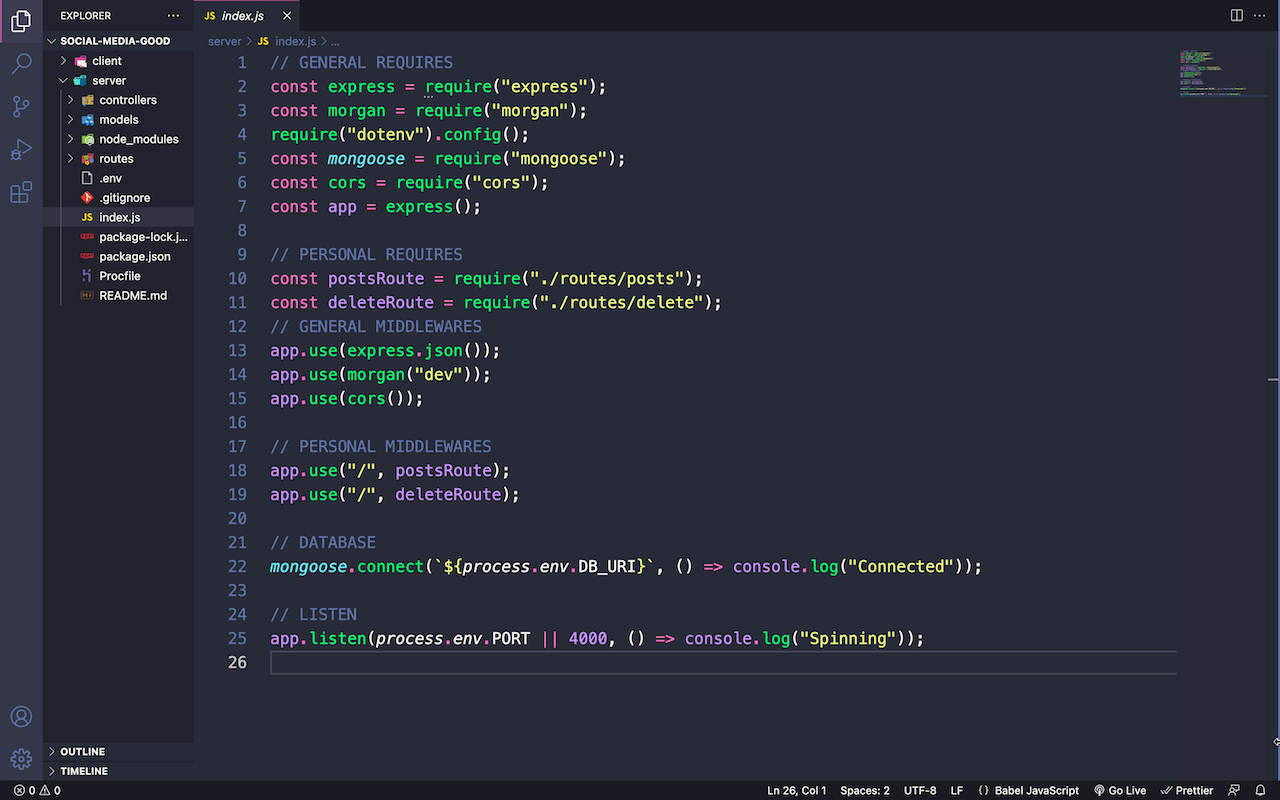 EXPLORER
SOCIAL-MEDIA-GOOD
client
server
controllers
models
node_modules
routes
.env
.gitignore
JS index.js
package-lock.j...
package.json
Procfile
README.md
OUTLINE
TIMELINE
JS index.js
server > JS index.js > ...
1 // GENERAL REQUIRES
2 const express = require("express");
3 const morgan = require("morgan");
4 require("dotenv").config();
5 const mongoose = require("mongoose");
6 const cors = require("cors");
7 const app = express();
8
9 // PERSONAL REQUIRES
10 const postsRoute = require("./routes/posts");
11 const deleteRoute = require("./routes/delete");
12 // GENERAL MIDDLEWARES
13 app.use(express.json());
14 app.use(morgan("dev"));
15 app.use(cors());
16
17 // PERSONAL MIDDLEWARES
18 app.use("/", postsRoute);
19 app.use("/", deleteRoute);
20
21 // DATABASE
22 mongoose.connect(`${process.env.DB_URI}`, () => console.log("Connected"));
23
24 // LISTEN
25 app.listen(process.env.PORT || 4000, () => console.log("Spinning"));
26
0 0 Ln 26, Col 1 Spaces: 2 UTF-8 LF {} Babel JavaScript Go Live Prettier